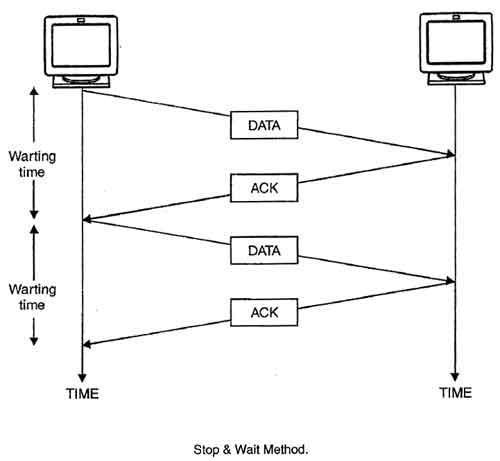 DATA
Warting
time
ACK
DATA
Warting
time
ACK
TIME
TIME
Stop & Wait Method.